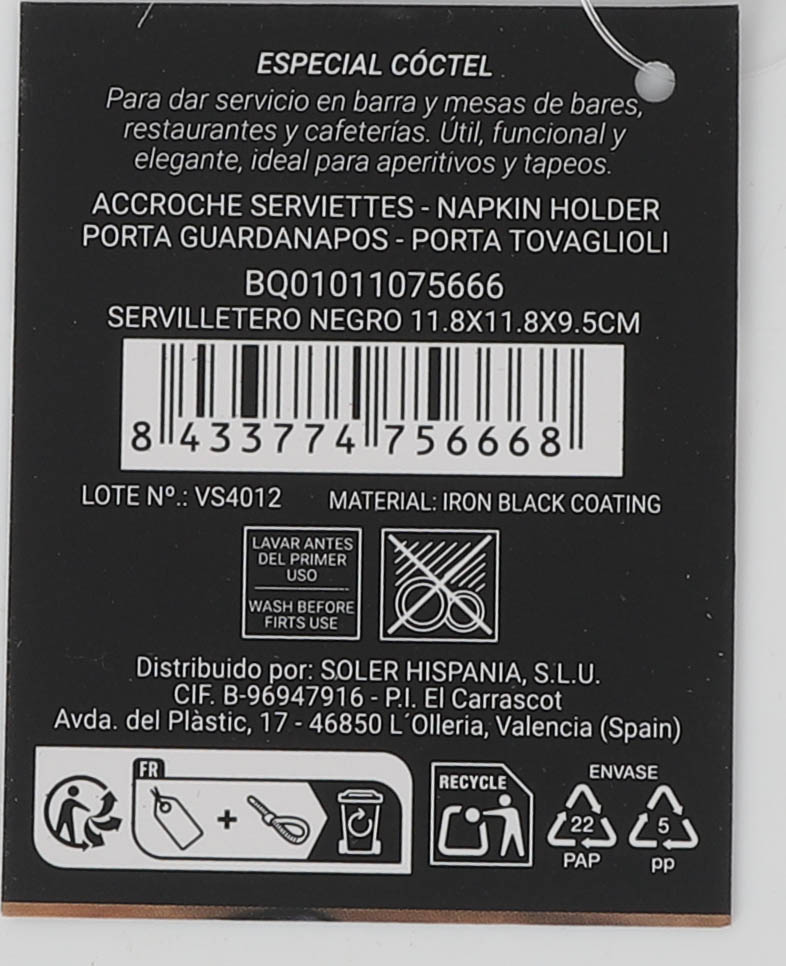 ESPECIAL CÓCTEL
Para dar servicio en barra y mesas de bares,
restaurantes y cafeterías. Útil, funcional y
elegante, ideal para aperitivos y tapeos.
ACCROCHE SERVIETTES - NAPKIN HOLDER
PORTA GUARDANAPOS - PORTA TOVAGLIOLI
BQ01011075666
SERVILLETERO NEGRO 11.8X11.8X9.5CM
8 433774 756668
LOTE Nº.: VS4012 MATERIAL: IRON BLACK COATING
LAVAR ANTES
DEL PRIMER
USO
WASH BEFORE
FIRTS USE
Distribuido por: SOLER HISPANIA, S.L.U.
CIF. B-96947916 - P.I. El Carrascot
Avda. del Plàstic, 17 - 46850 L´Olleria, Valencia (Spain)
FR
+
RECYCLE
ENVASE
22
PAP
5
pp